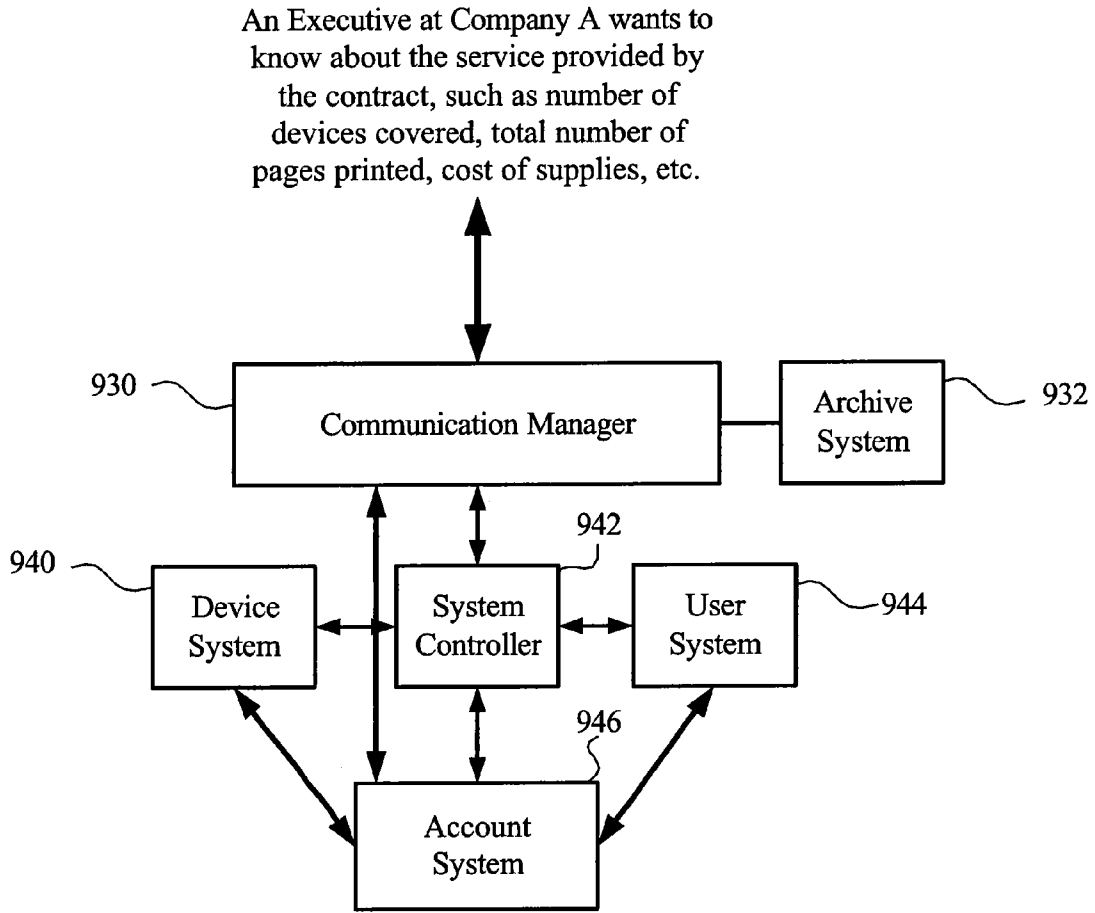 An Executive at Company A wants to
know about the service provided by
the contract, such as number of
devices covered, total number of
pages printed, cost of supplies, etc.
930
Communication Manager
Archive
System
932
940
Device
System
942
System
Controller
User
System
944
946
Account
System